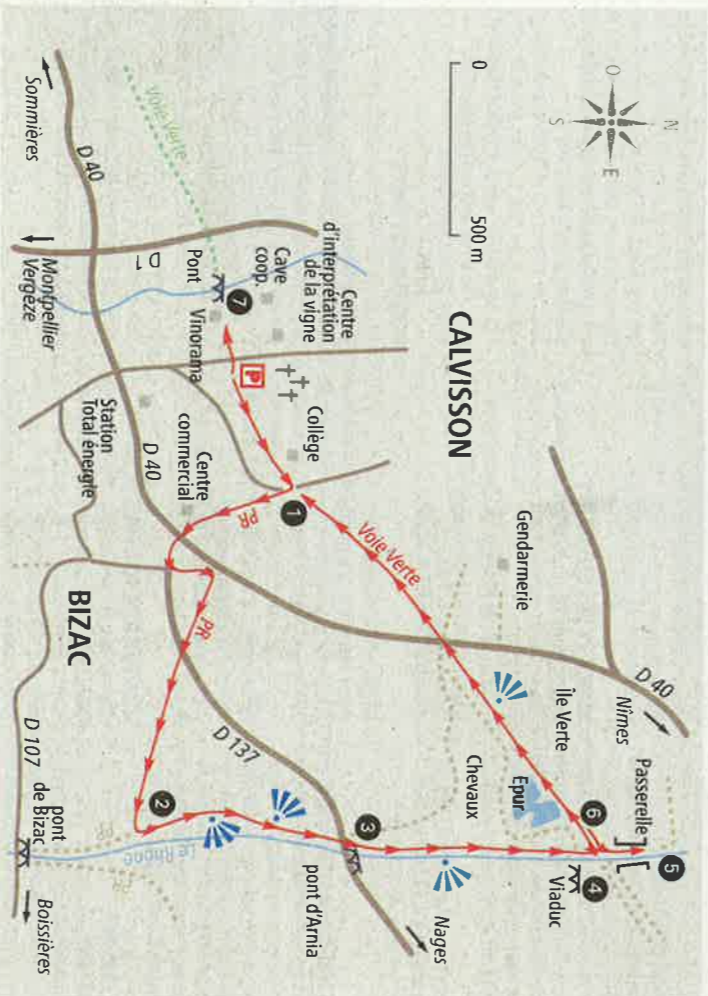 N
O
E
S
0
500 m
CALVISSON
D 40
Sommières
Voie Verte
D 1
Montpellier
Vergèze
Pont
7
Vinorama
Cave
coop.
Centre
d'interprétation
de la vigne
P
Collège
1
PR
Centre
commercial
Station
Total énergie
D 40
BIZAC
PR
D 137
D 107
2
pont
de Bizac
PR
PR
Boissières
Le Rhône
3
pont d'Arnia
Nages
Chevaux
Voie Verte
Gendarmerie
Île Verte
Epur
D 40
Nîmes
Passerelle
6
5
4
Viaduc